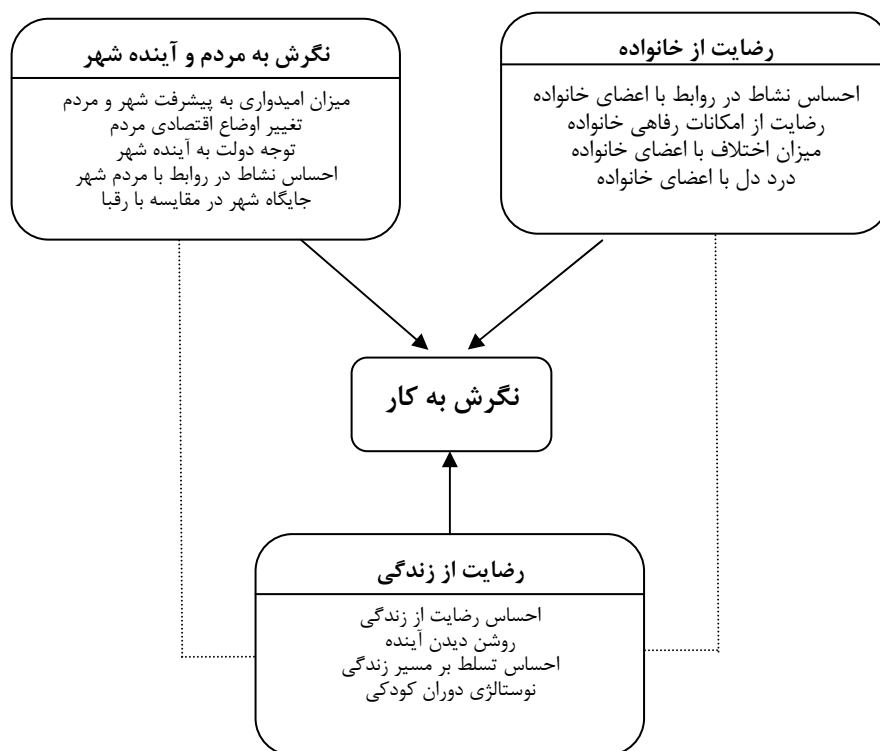 رضایت از خانواده
احساس نشاط در روابط با اعضای خانواده
رضایت از امکانات رفاهی خانواده
میزان اختلاف با اعضای خانواده
درد دل با اعضای خانواده
نگرش به مردم و آینده شهر
میزان امیدواری به پیشرفت شهر و مردم
تغییر اوضاع اقتصادی مردم
توجه دولت به آینده شهر
احساس نشاط در روابط با مردم شهر
جایگاه شهر در مقایسه با رقبا
نگرش به کار
رضایت از زندگی
احساس رضایت از زندگی
روشن دیدن آینده
احساس تسلط بر مسیر زندگی
نوستالژی دوران کودکی